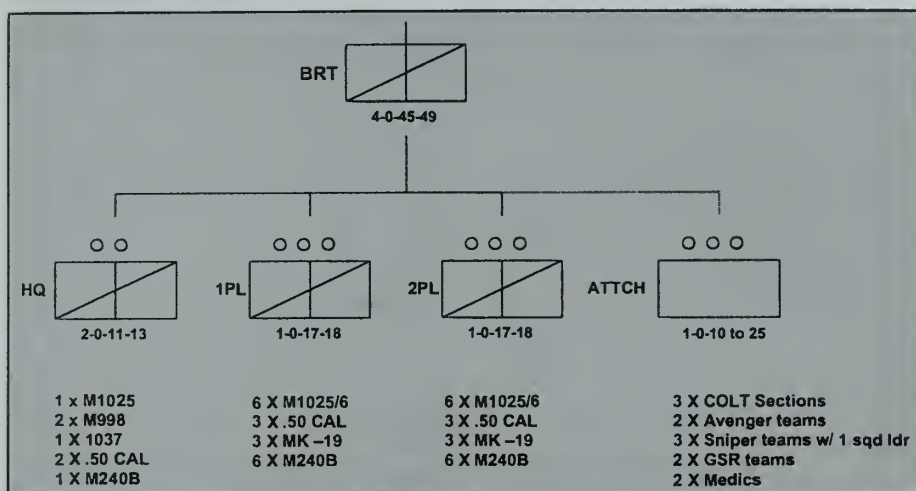 BRT
4-0-45-49
HQ
2-0-11-13
1PL
1-0-17-18
2PL
1-0-17-18
ATTCH
1-0-10 to 25
1 x M1025
2 x M998
1 X 1037
2 X .50 CAL
1 X M240B
6 X M1025/6
3 X .50 CAL
3 X MK –19
6 X M240B
6 X M1025/6
3 X .50 CAL
3 X MK –19
6 X M240B
3 X COLT Sections
2 X Avenger teams
3 X Sniper teams w/ 1 sqd ldr
2 X GSR teams
2 X Medics